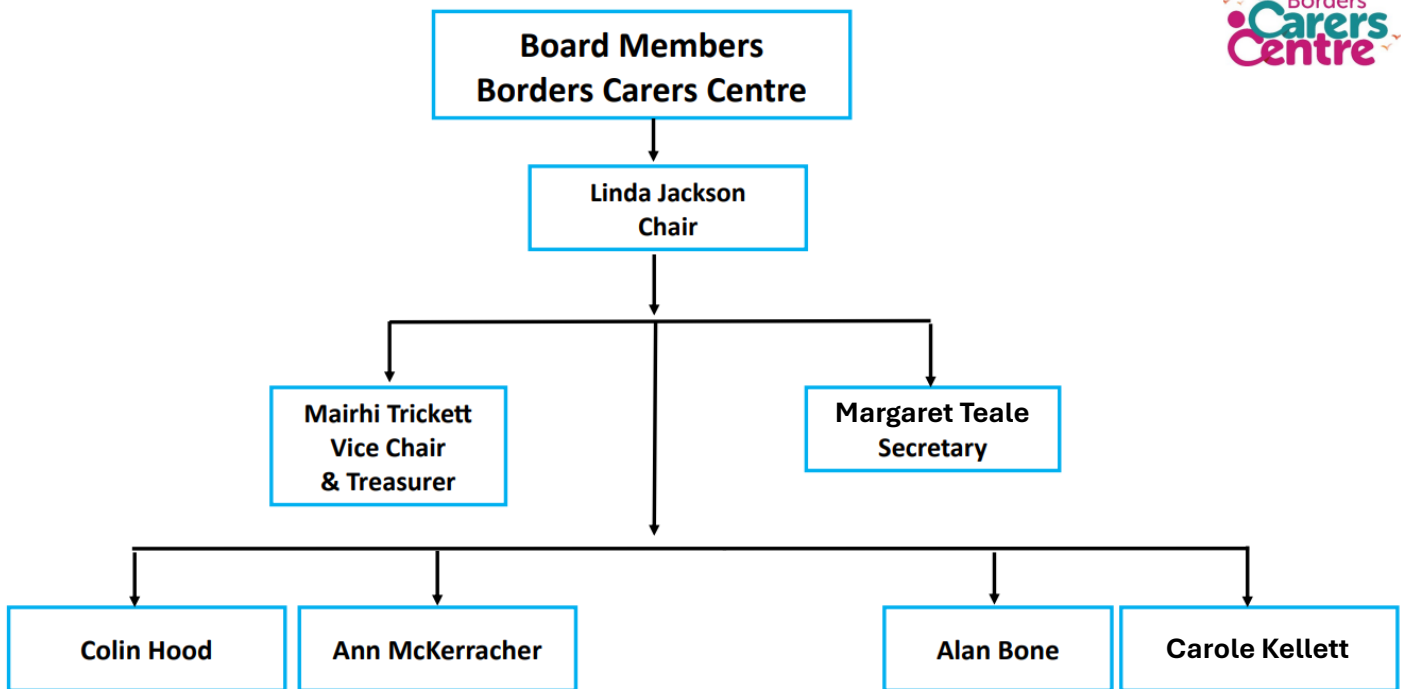 Borders
Carers
Centre
Board Members
Borders Carers Centre
Linda Jackson
Chair
Mairhi Trickett
Vice Chair
& Treasurer
Margaret Teale
Secretary
Colin Hood
Ann McKerracher
Alan Bone
Carole Kellett